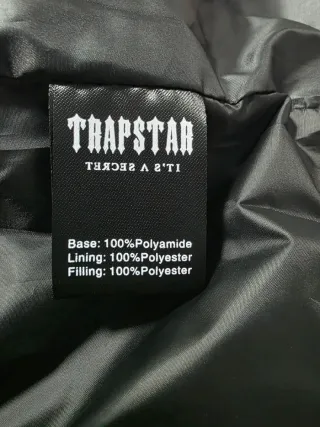 TRAPSTAR
IT'S A SECRET
Base: 100%Polyamide
Lining: 100%Polyester
Filling: 100%Polyester